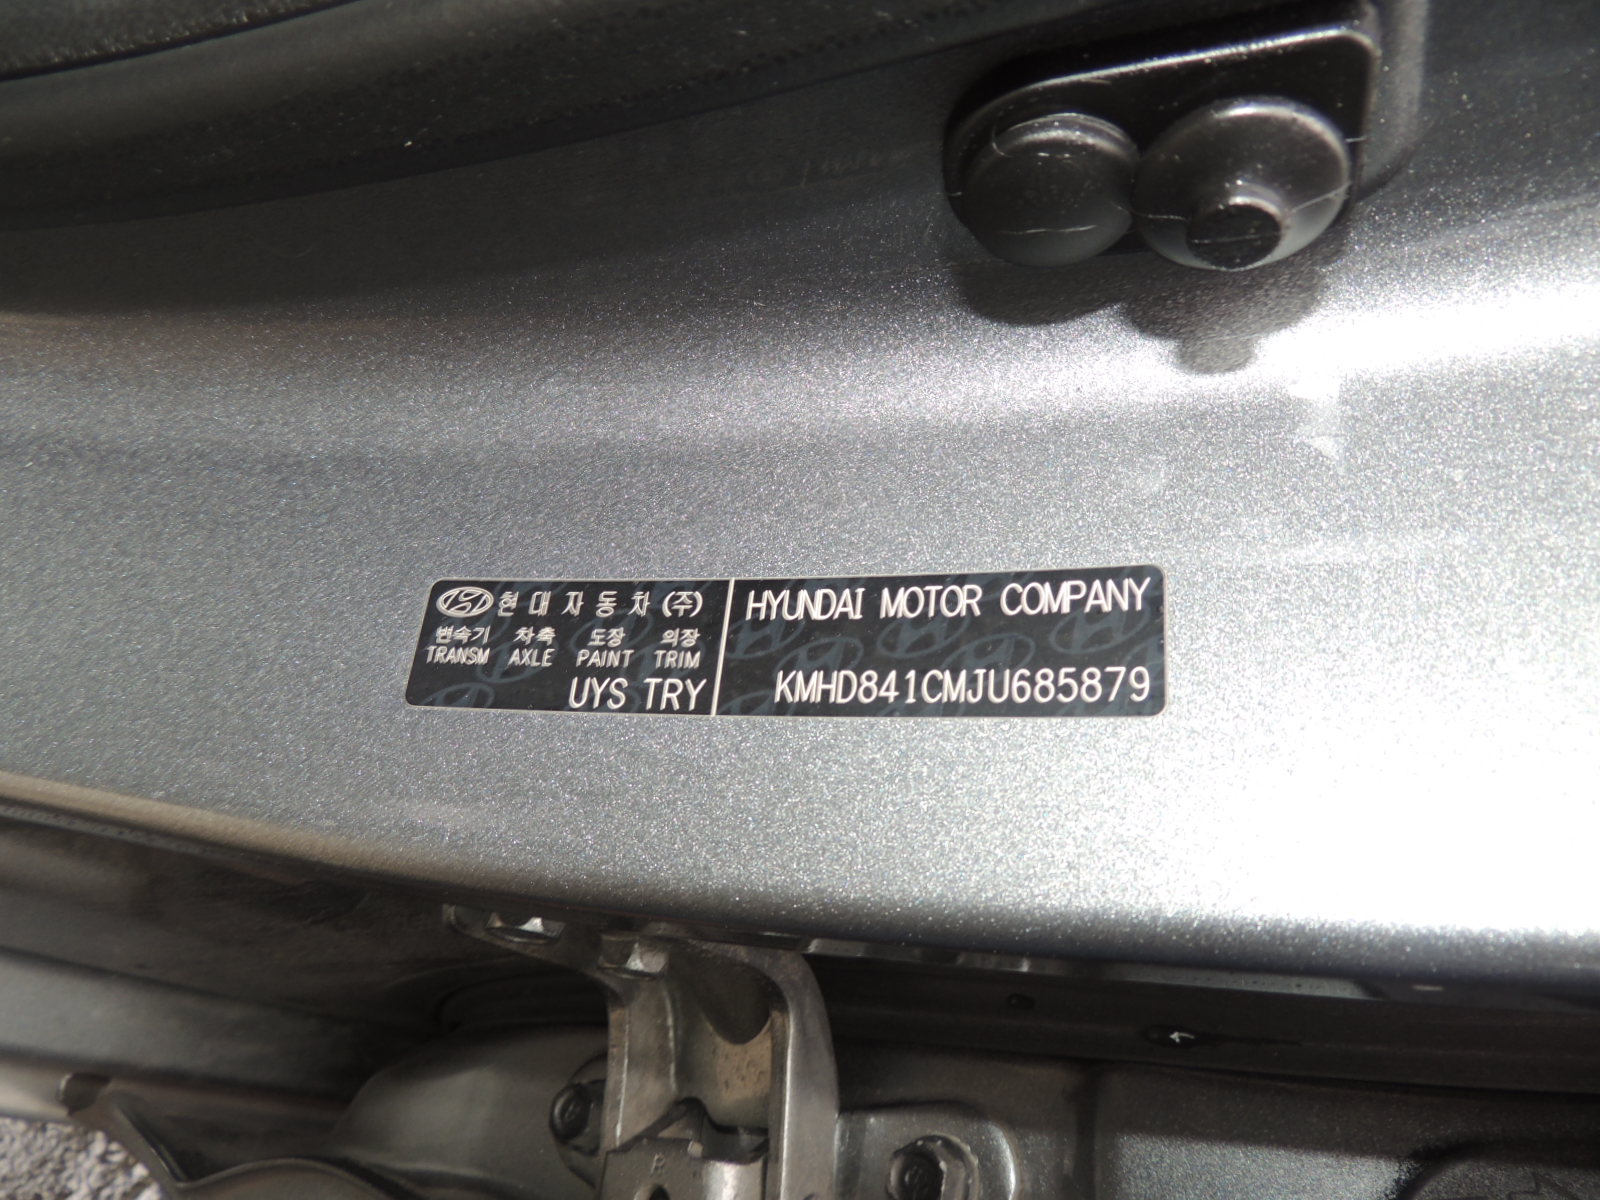 현대자동차(주)
변속기 차축 도장 의장
TRANSM AXLE PAINT TRIM
UYS TRY
HYUNDAI MOTOR COMPANY
KMHD841CMJU685879